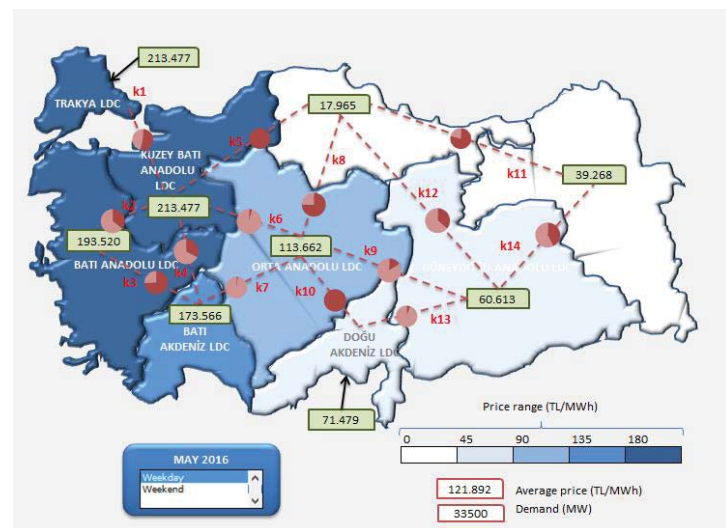 213.477
TRAKYA LDC
k1
17.965
k5
KUZEY BATI
ANADOLU
LDC
k8
k11
39.268
k12
213.477
k6
193.520
113.662
k9
k14
BATI ANADOLU LDC
k4
ORTA ANADOLU LDC
k3
k7
k10
60.613
173.566
k13
BATI
AKDENİZ LDC
DOĞU
AKDENİZ LDC
71.479
Price range (TL/MWh)
0 45 90 135 180
MAY 2016
Weekday
Weekend
121.892 Average price (TL/MWh)
33500 Demand (MW)